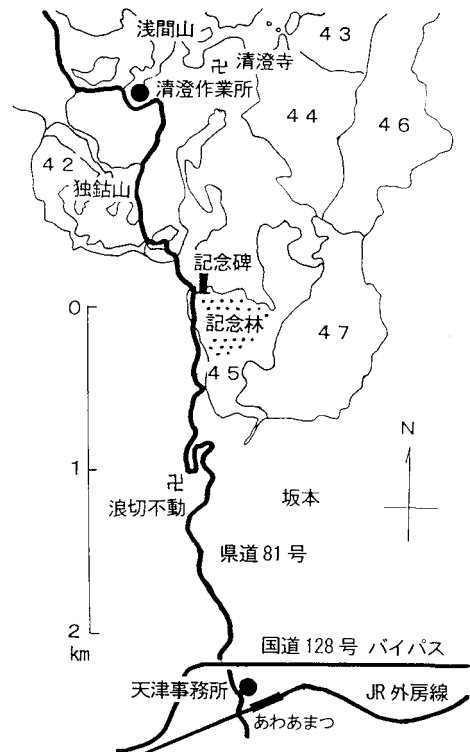 浅間山
43
卍 清澄寺
清澄作業所
44
46
42
独鈷山
記念碑
0
記念林
47
45
N
1
卍
浪切不動
坂本
県道81号
2
km
国道128号 バイパス
天津事務所
JR外房線
あわあまつ